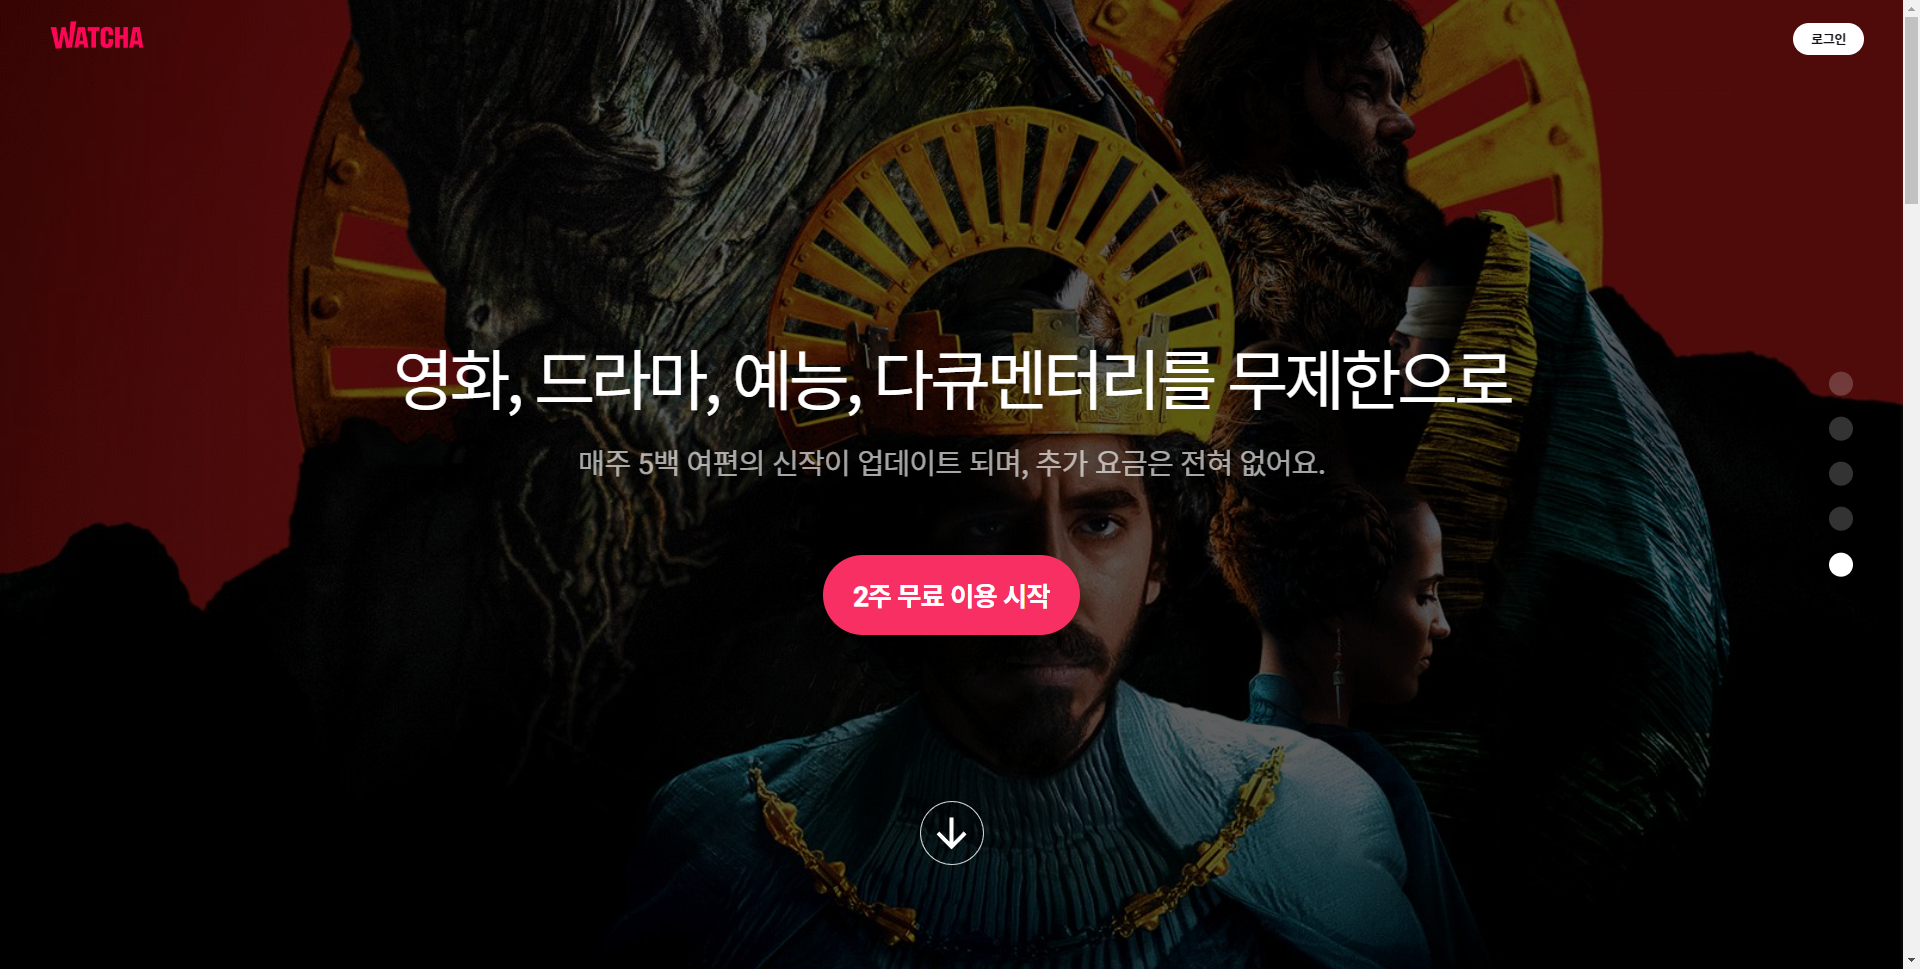 WATCHA
로그인
영화, 드라마, 예능, 다큐멘터리를 무제한으로
매주 5백 여편의 신작이 업데이트 되며, 추가 요금은 전혀 없어요.
2주 무료 이용 시작